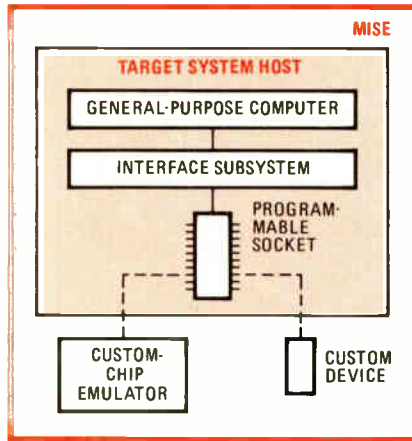 MISE
TARGET SYSTEM HOST
GENERAL-PURPOSE COMPUTER
INTERFACE SUBSYSTEM
PROGRAM-
MABLE
SOCKET
CUSTOM-
CHIP
EMULATOR
CUSTOM
DEVICE